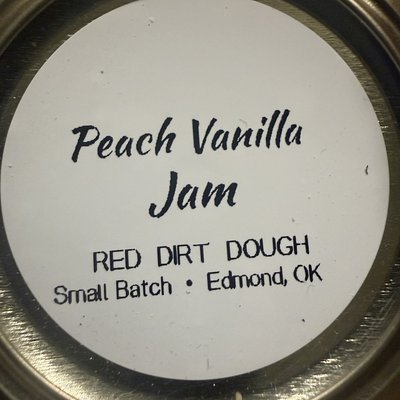 Peach Vanilla
Jam
RED DIRT DOUGH
Small Batch • Edmond, OK